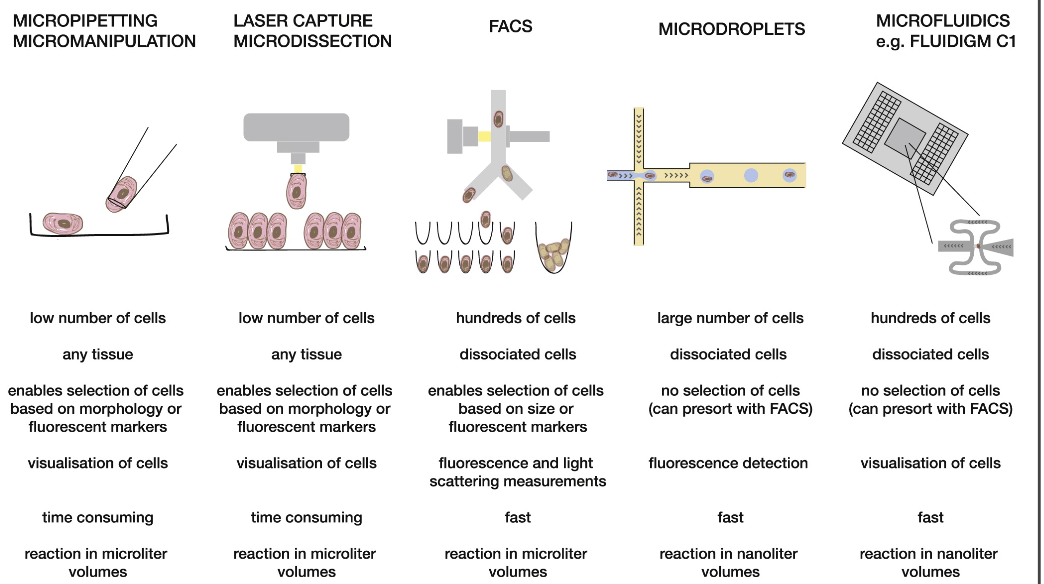 MICROPIPETTING
MICROMANIPULATION
LASER CAPTURE
MICRODISSECTION
FACS
MICRODROPLETS
MICROFLUIDICS
e.g. FLUIDIGM C1
low number of cells
low number of cells
hundreds of cells
large number of cells
hundreds of cells
any tissue
any tissue
dissociated cells
dissociated cells
dissociated cells
enables selection of cells
based on morphology or
fluorescent markers
enables selection of cells
based on morphology or
fluorescent markers
enables selection of cells
based on size or
fluorescent markers
no selection of cells
(can presort with FACS)
no selection of cells
(can presort with FACS)
visualisation of cells
visualisation of cells
fluorescence and light
scattering measurements
fluorescence detection
visualisation of cells
time consuming
time consuming
fast
fast
fast
reaction in microliter
volumes
reaction in microliter
volumes
reaction in microliter
volumes
reaction in nanoliter
volumes
reaction in nanoliter
volumes